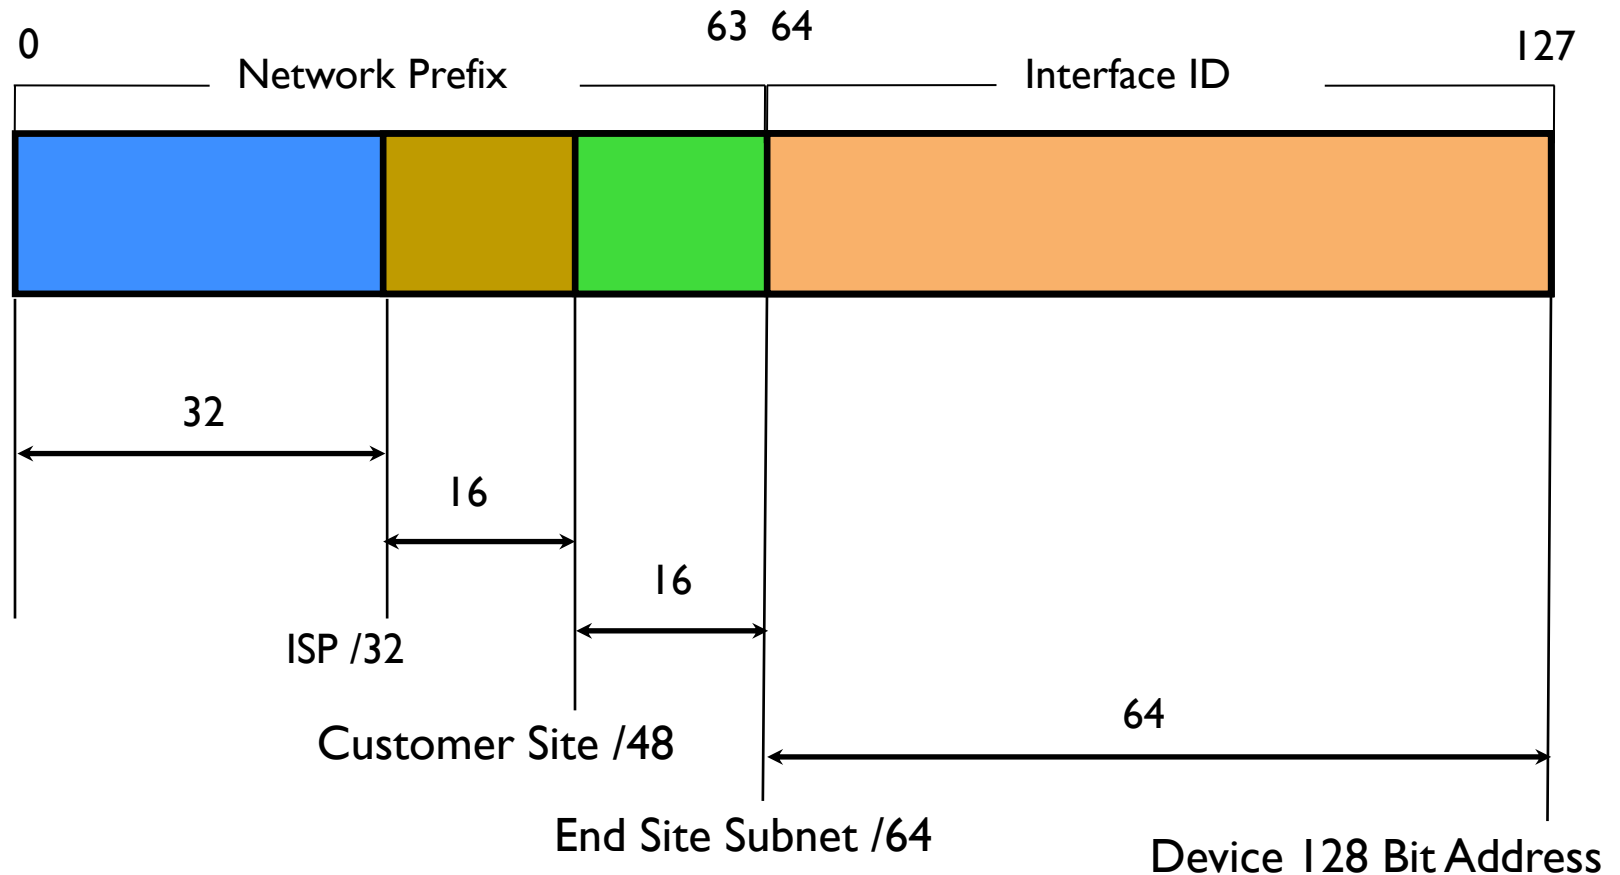 0
63 64
127
Network Prefix
Interface ID
32
16
16
ISP /32
64
Customer Site /48
End Site Subnet /64
Device 128 Bit Address